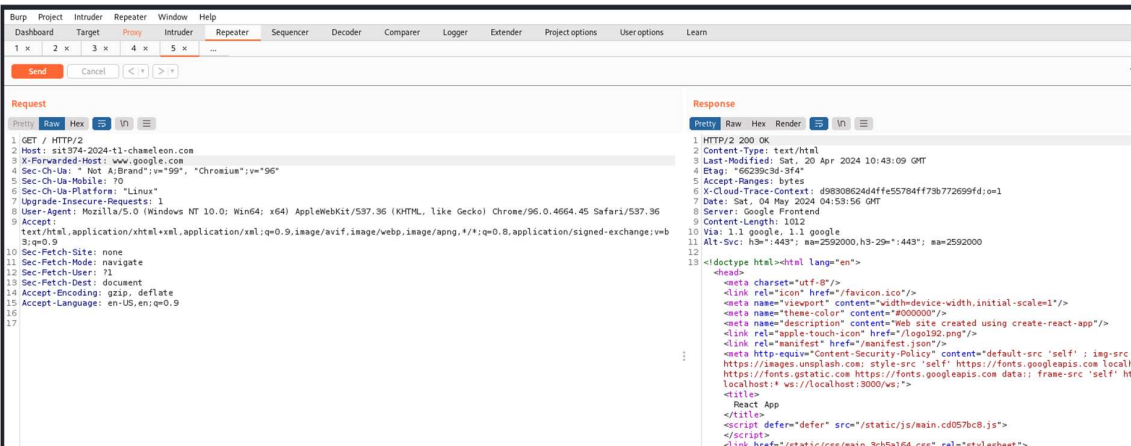 Burp Project Intruder Repeater Window Help
Dashboard Target Proxy Intruder Repeater Sequencer Decoder Comparer Logger Extender Project options User options Learn
1 × 2 × 3 × 4 × 5 × ...
Send Cancel < >
Request
Pretty Raw Hex \n
1 GET / HTTP/2
2 Host: sit374-2024-t1-chameleon.com
3 X-Forwarded-Host: www.google.com
4 Sec-Ch-Ua: " Not A;Brand";v="99", "Chromium";v="96"
5 Sec-Ch-Ua-Mobile: ?0
6 Sec-Ch-Ua-Platform: "Linux"
7 Upgrade-Insecure-Requests: 1
8 User-Agent: Mozilla/5.0 (Windows NT 10.0; Win64; x64) AppleWebKit/537.36 (KHTML, like Gecko) Chrome/96.0.4664.45 Safari/537.36
9 Accept:
text/html,application/xhtml+xml,application/xml;q=0.9,image/avif,image/webp,image/apng,*/*;q=0.8,application/signed-exchange;v=b
3;q=0.9
10 Sec-Fetch-Site: none
11 Sec-Fetch-Mode: navigate
12 Sec-Fetch-User: ?1
13 Sec-Fetch-Dest: document
14 Accept-Encoding: gzip, deflate
15 Accept-Language: en-US,en;q=0.9
16
17
Response
Pretty Raw Hex Render \n
1 HTTP/2 200 OK
2 Content-Type: text/html
3 Last-Modified: Sat, 20 Apr 2024 10:43:09 GMT
4 Etag: "66239c3d-3f4"
5 Accept-Ranges: bytes
6 X-Cloud-Trace-Context: d98308624d4ffe55784ff73b772699fd;o=1
7 Date: Sat, 04 May 2024 04:53:56 GMT
8 Server: Google Frontend
9 Content-Length: 1012
10 Via: 1.1 google, 1.1 google
11 Alt-Svc: h3=":443"; ma=2592000,h3-29=":443"; ma=2592000
12
13 <!doctype html><html lang="en">
<head>
<meta charset="utf-8"/>
<link rel="icon" href="/favicon.ico"/>
<meta name="viewport" content="width=device-width,initial-scale=1"/>
<meta name="theme-color" content="#000000"/>
<meta name="description" content="Web site created using create-react-app"/>
<link rel="apple-touch-icon" href="/logo192.png"/>
<link rel="manifest" href="/manifest.json"/>
<meta http-equiv="Content-Security-Policy" content="default-src 'self' ; img-src
https://images.unsplash.com; style-src 'self' https://fonts.googleapis.com localh
https://fonts.gstatic.com https://fonts.googleapis.com data:; frame-src 'self' ht
localhost:* ws://localhost:3000/ws;">
<title>
React App
</title>
<script defer="defer" src="/static/js/main.cd057bc8.js">
</script>
<link href="/static/css/main.3cb5a164.css" rel="stylesheet">